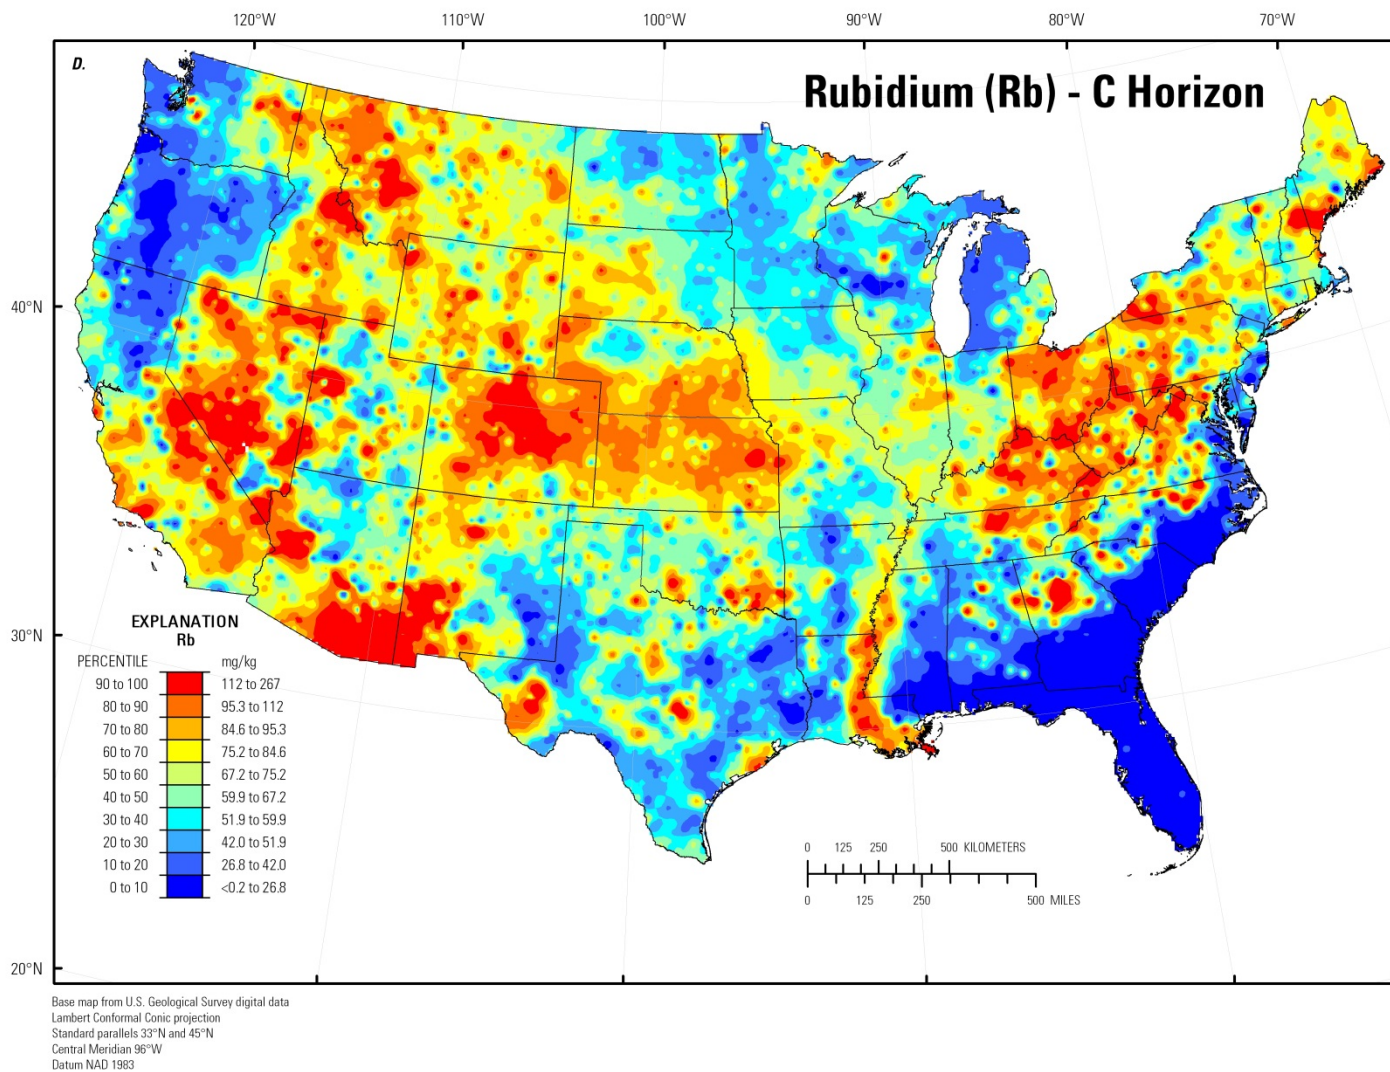 120°W 110°W 100°W 90°W 80°W 70°W
D.
Rubidium (Rb) - C Horizon
40°N
30°N
20°N
EXPLANATION
Rb
PERCENTILE mg/kg
90 to 100 112 to 267
80 to 90 95.3 to 112
70 to 80 84.6 to 95.3
60 to 70 75.2 to 84.6
50 to 60 67.2 to 75.2
40 to 50 59.9 to 67.2
30 to 40 51.9 to 59.9
20 to 30 42.0 to 51.9
10 to 20 26.8 to 42.0
0 to 10 <0.2 to 26.8
0 125 250 500 KILOMETERS
0 125 250 500 MILES
Base map from U.S. Geological Survey digital data
Lambert Conformal Conic projection
Standard parallels 33°N and 45°N
Central Meridian 96°W
Datum NAD 1983